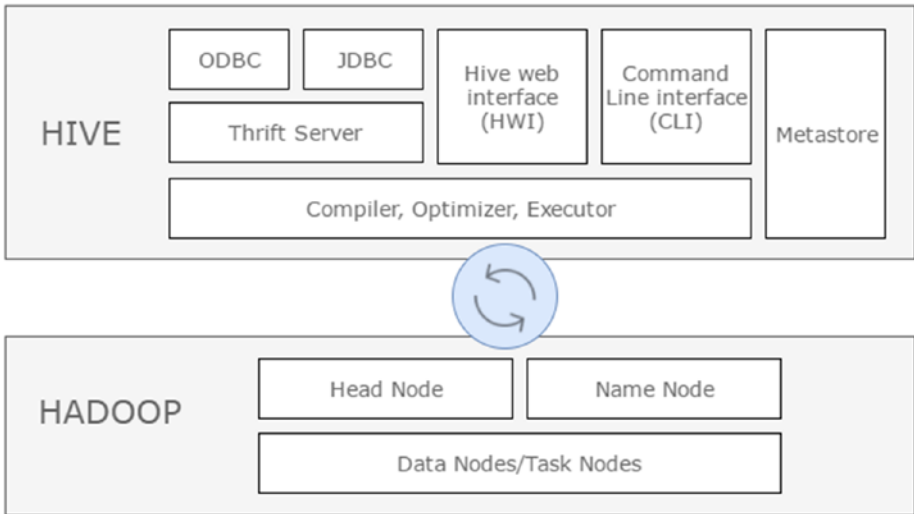 HIVE
ODBC
JDBC
Thrift Server
Hive web
interface
(HWI)
Command
Line interface
(CLI)
Metastore
Compiler, Optimizer, Executor
HADOOP
Head Node
Name Node
Data Nodes/Task Nodes